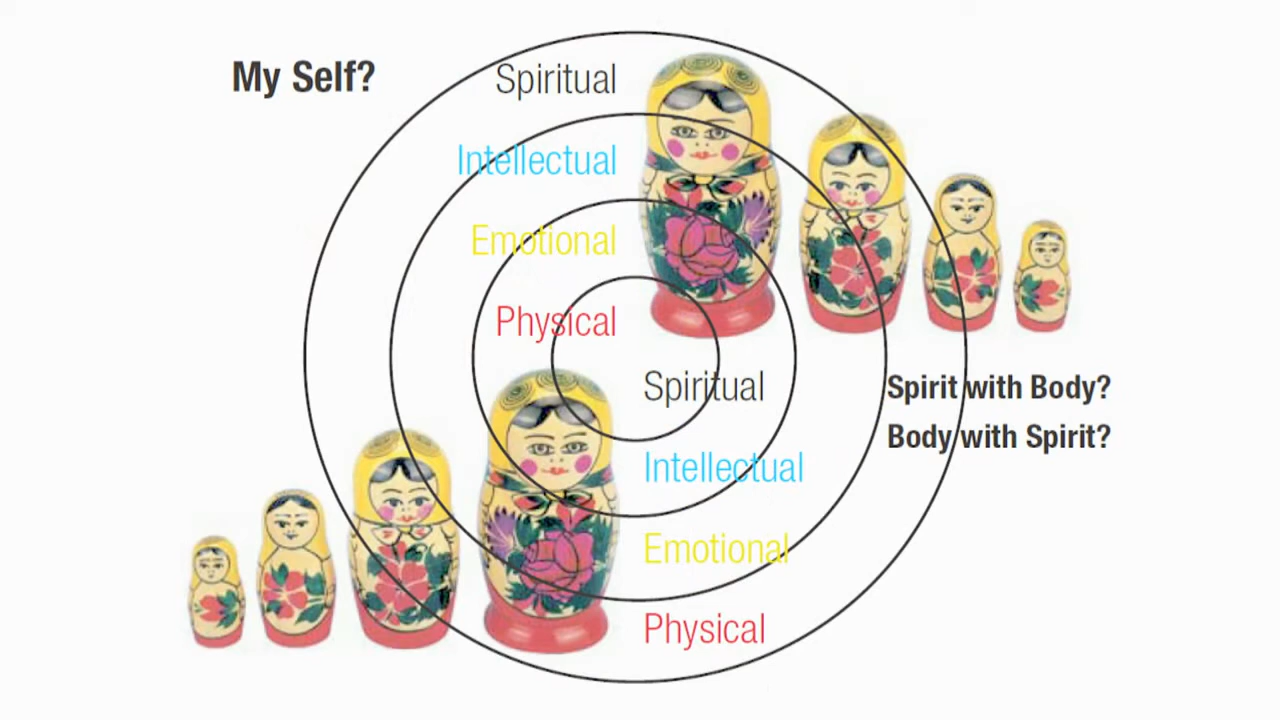 My Self?
Spiritual
Intellectual
Emotional
Physical
Spiritual
Intellectual
Emotional
Physical
Spirit with Body?
Body with Spirit?